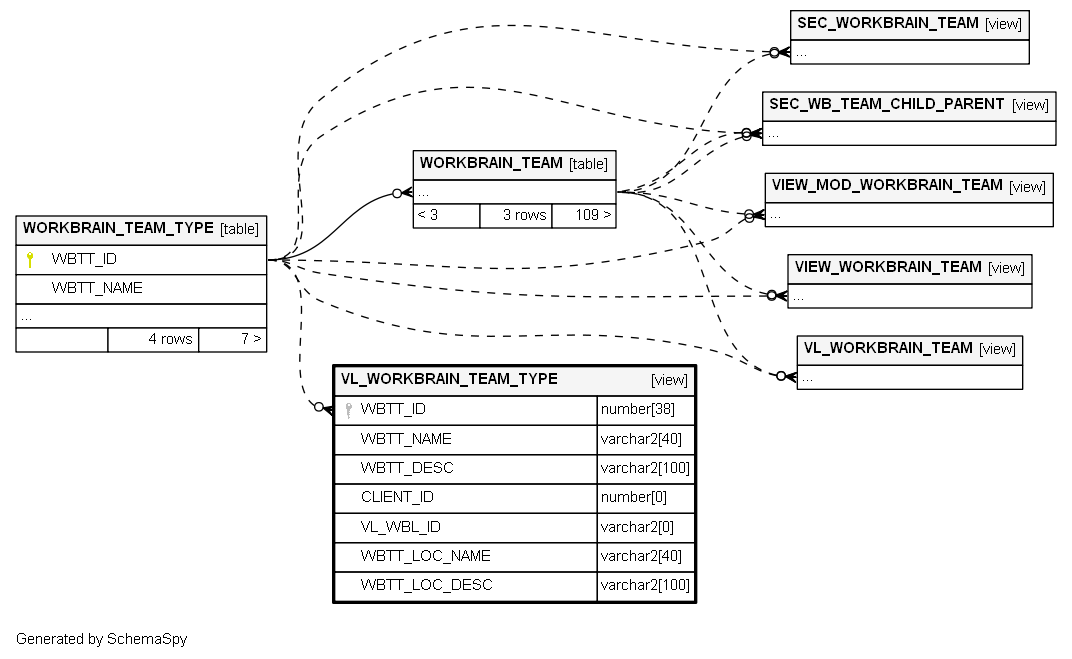 SEC_WORKBRAIN_TEAM [view]
...
SEC_WB_TEAM_CHILD_PARENT [view]
...
WORKBRAIN_TEAM [table]
...
< 3 3 rows 109 >
VIEW_MOD_WORKBRAIN_TEAM [view]
...
WORKBRAIN_TEAM_TYPE [table]
WBTT_ID
WBTT_NAME
...
4 rows 7 >
VIEW_WORKBRAIN_TEAM [view]
...
VL_WORKBRAIN_TEAM [view]
...
VL_WORKBRAIN_TEAM_TYPE [view]
WBTT_ID number[38]
WBTT_NAME varchar2[40]
WBTT_DESC varchar2[100]
CLIENT_ID number[0]
VL_WBL_ID varchar2[0]
WBTT_LOC_NAME varchar2[40]
WBTT_LOC_DESC varchar2[100]
Generated by SchemaSpy